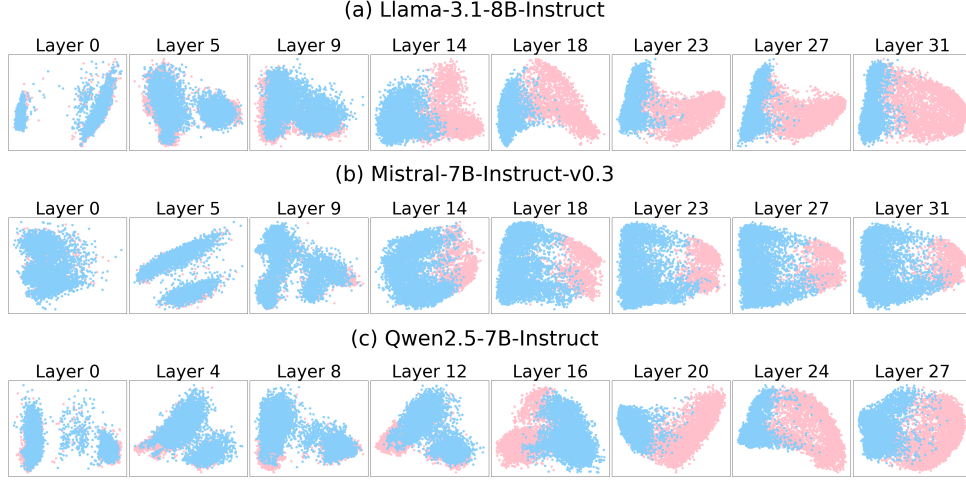 (a) Llama-3.1-8B-Instruct
Layer 0 Layer 5 Layer 9 Layer 14 Layer 18 Layer 23 Layer 27 Layer 31
(b) Mistral-7B-Instruct-v0.3
Layer 0 Layer 5 Layer 9 Layer 14 Layer 18 Layer 23 Layer 27 Layer 31
(c) Qwen2.5-7B-Instruct
Layer 0 Layer 4 Layer 8 Layer 12 Layer 16 Layer 20 Layer 24 Layer 27